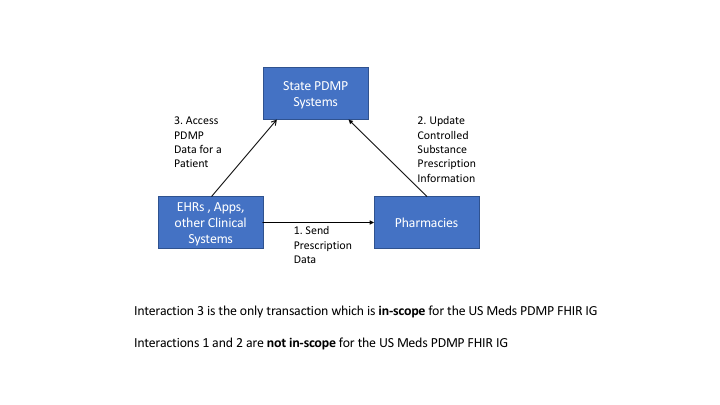 State PDMP
Systems
3. Access
PDMP
Data for a
Patient
2. Update
Controlled
Substance
Prescription
Information
EHRs , Apps,
other Clinical
Systems
Pharmacies
1. Send
Prescription
Data
Interaction 3 is the only transaction which is in-scope for the US Meds PDMP FHIR IG
Interactions 1 and 2 are not in-scope for the US Meds PDMP FHIR IG